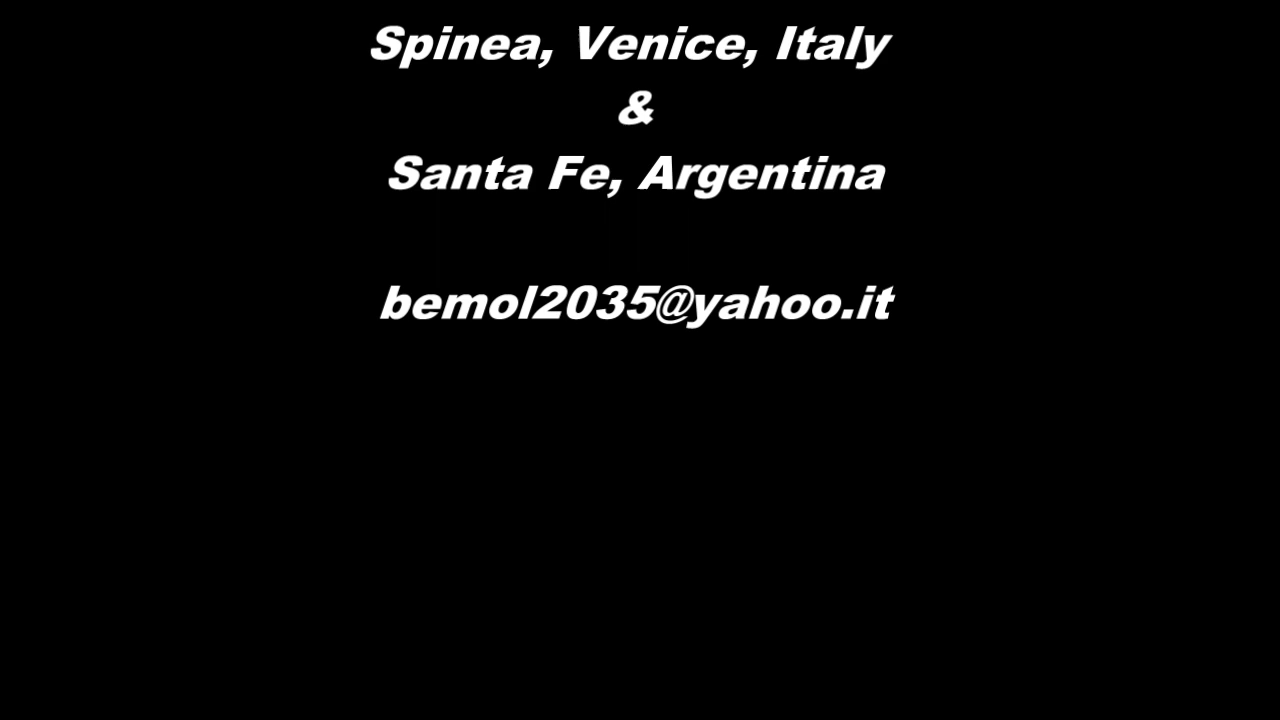 Spinea, Venice, Italy
&
Santa Fe, Argentina
bemol2035@yahoo.it